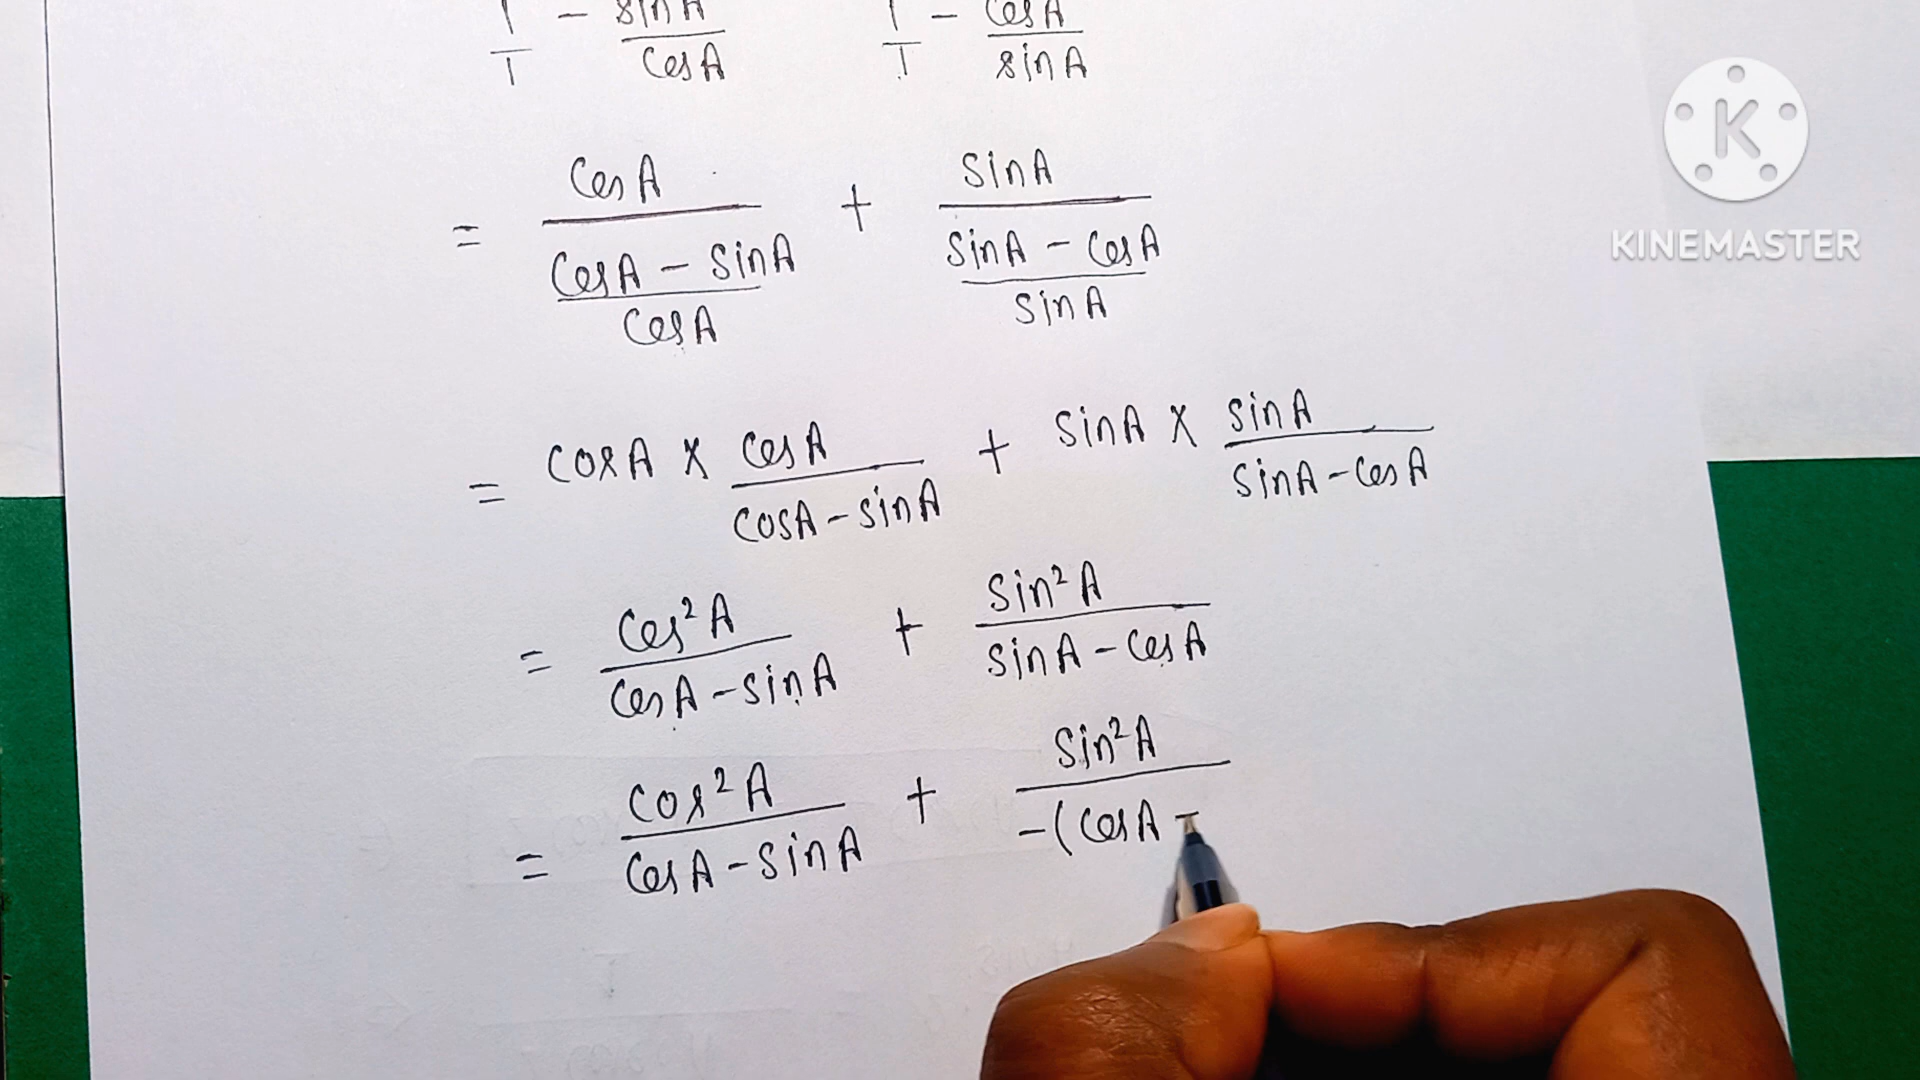 1/1 - sinA/cosA 1/1 - cosA/sinA
= cosA/((cosA - sinA)/cosA) + sinA/((sinA - cosA)/sinA)
= cosA × cosA/(cosA - sinA) + sinA × sinA/(sinA - cosA)
= cos²A/(cosA - sinA) + sin²A/(sinA - cosA)
= cos²A/(cosA - sinA) + sin²A/-(cosA -
K
KINEMASTER